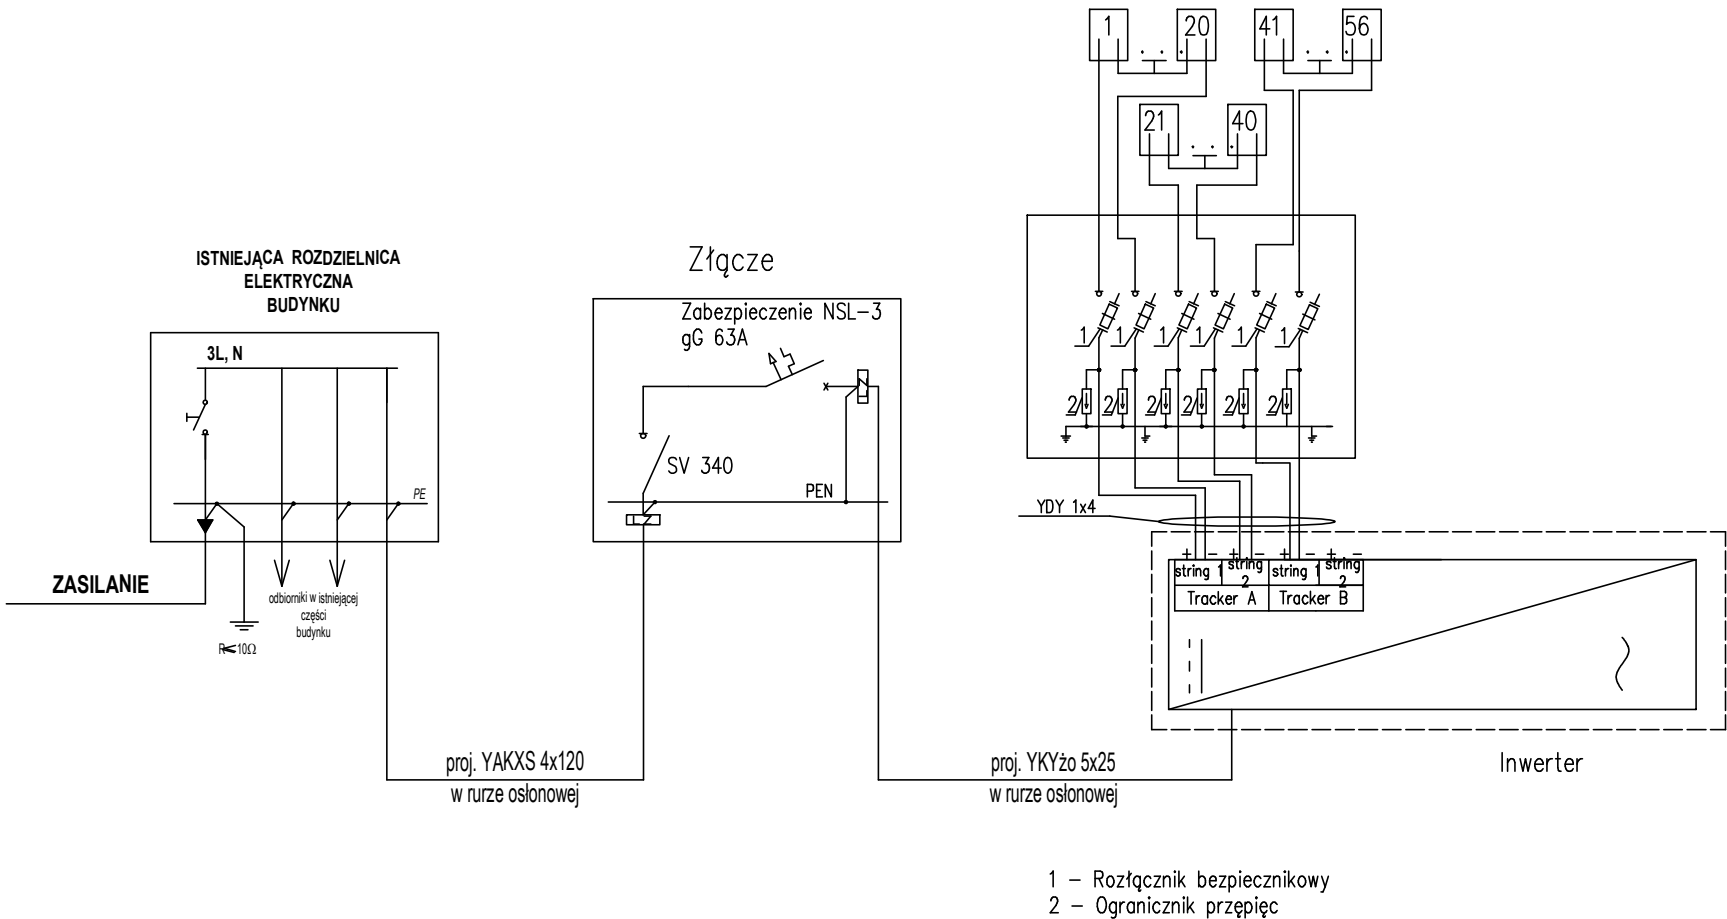 1
20
41
56
21
40
ISTNIEJĄCA ROZDZIELNICA
ELEKTRYCZNA
BUDYNKU
3L, N
PE
ZASILANIE
odbiorniki w istniejącej
części
budynku
R<10Ω
Złącze
Zabezpieczenie NSL-3
gG 63A
SV 340
PEN
1 1 1 1 1 1
2 2 2 2 2 2
YDY 1x4
+ - + - + - + -
string 1
string
2
string 1
string
2
Tracker A
Tracker B
proj. YAKXS 4x120
w rurze osłonowej
proj. YKYżo 5x25
w rurze osłonowej
Inwerter
1 - Rozłącznik bezpiecznikowy
2 - Ogranicznik przępięc